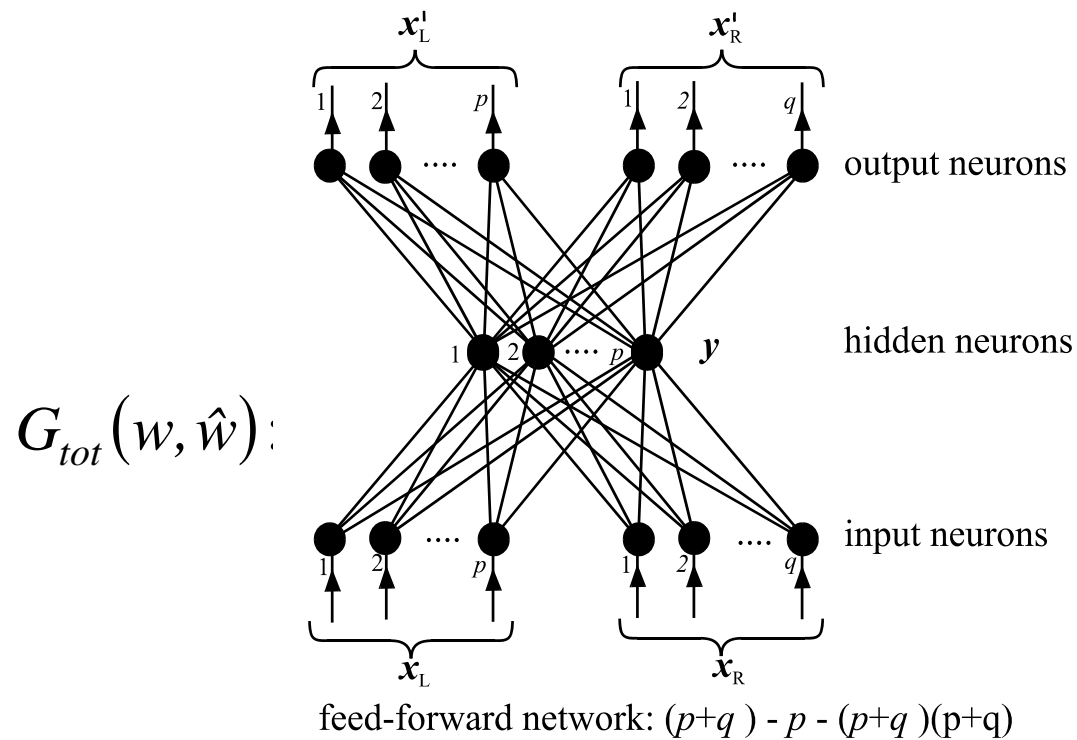 x'L x'R
1 2 p 1 2 q
.... ....
output neurons
1 2 .... p y
hidden neurons
Gtot(w, ŵ) :
.... ....
input neurons
1 2 p 1 2 q
xL xR
feed-forward network: (p+q ) - p - (p+q )(p+q)